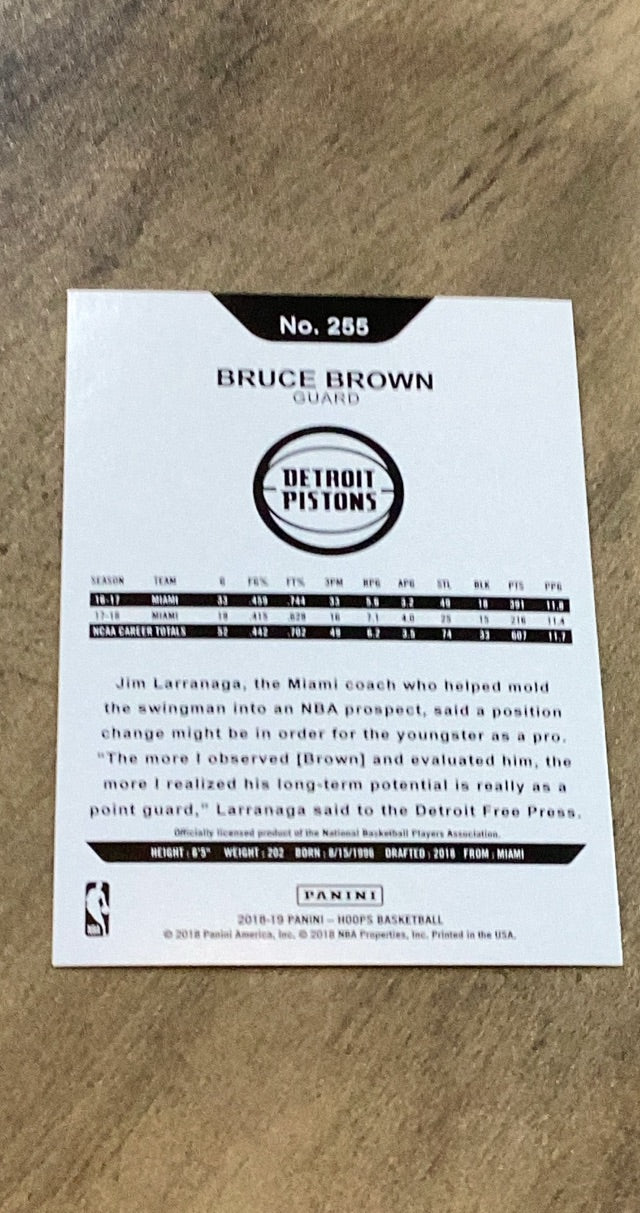 No. 255
BRUCE BROWN
GUARD
DETROIT
PISTONS
SEASON TEAM G FG% FT% 3PM RPG APG STL BLK PTS PPG
16-17 MIAMI 33 .459 .744 33 5.6 3.2 49 18 391 11.8
17-18 MIAMI 19 .415 .629 16 7.1 4.0 25 15 216 11.4
NCAA CAREER TOTALS 52 .442 .702 49 6.2 3.5 74 33 607 11.7
Jim Larranaga, the Miami coach who helped mold
the swingman into an NBA prospect, said a position
change might be in order for the youngster as a pro.
"The more I observed [Brown] and evaluated him, the
more I realized his long-term potential is really as a
point guard," Larranaga said to the Detroit Free Press.
Officially licensed product of the National Basketball Players Association.
HEIGHT : 6'5" WEIGHT : 202 BORN : 8/15/1996 DRAFTED : 2018 FROM : MIAMI
NBA
PANINI
2018-19 PANINI – HOOPS BASKETBALL
© 2018 Panini America, Inc. © 2018 NBA Properties, Inc. Printed in the USA.